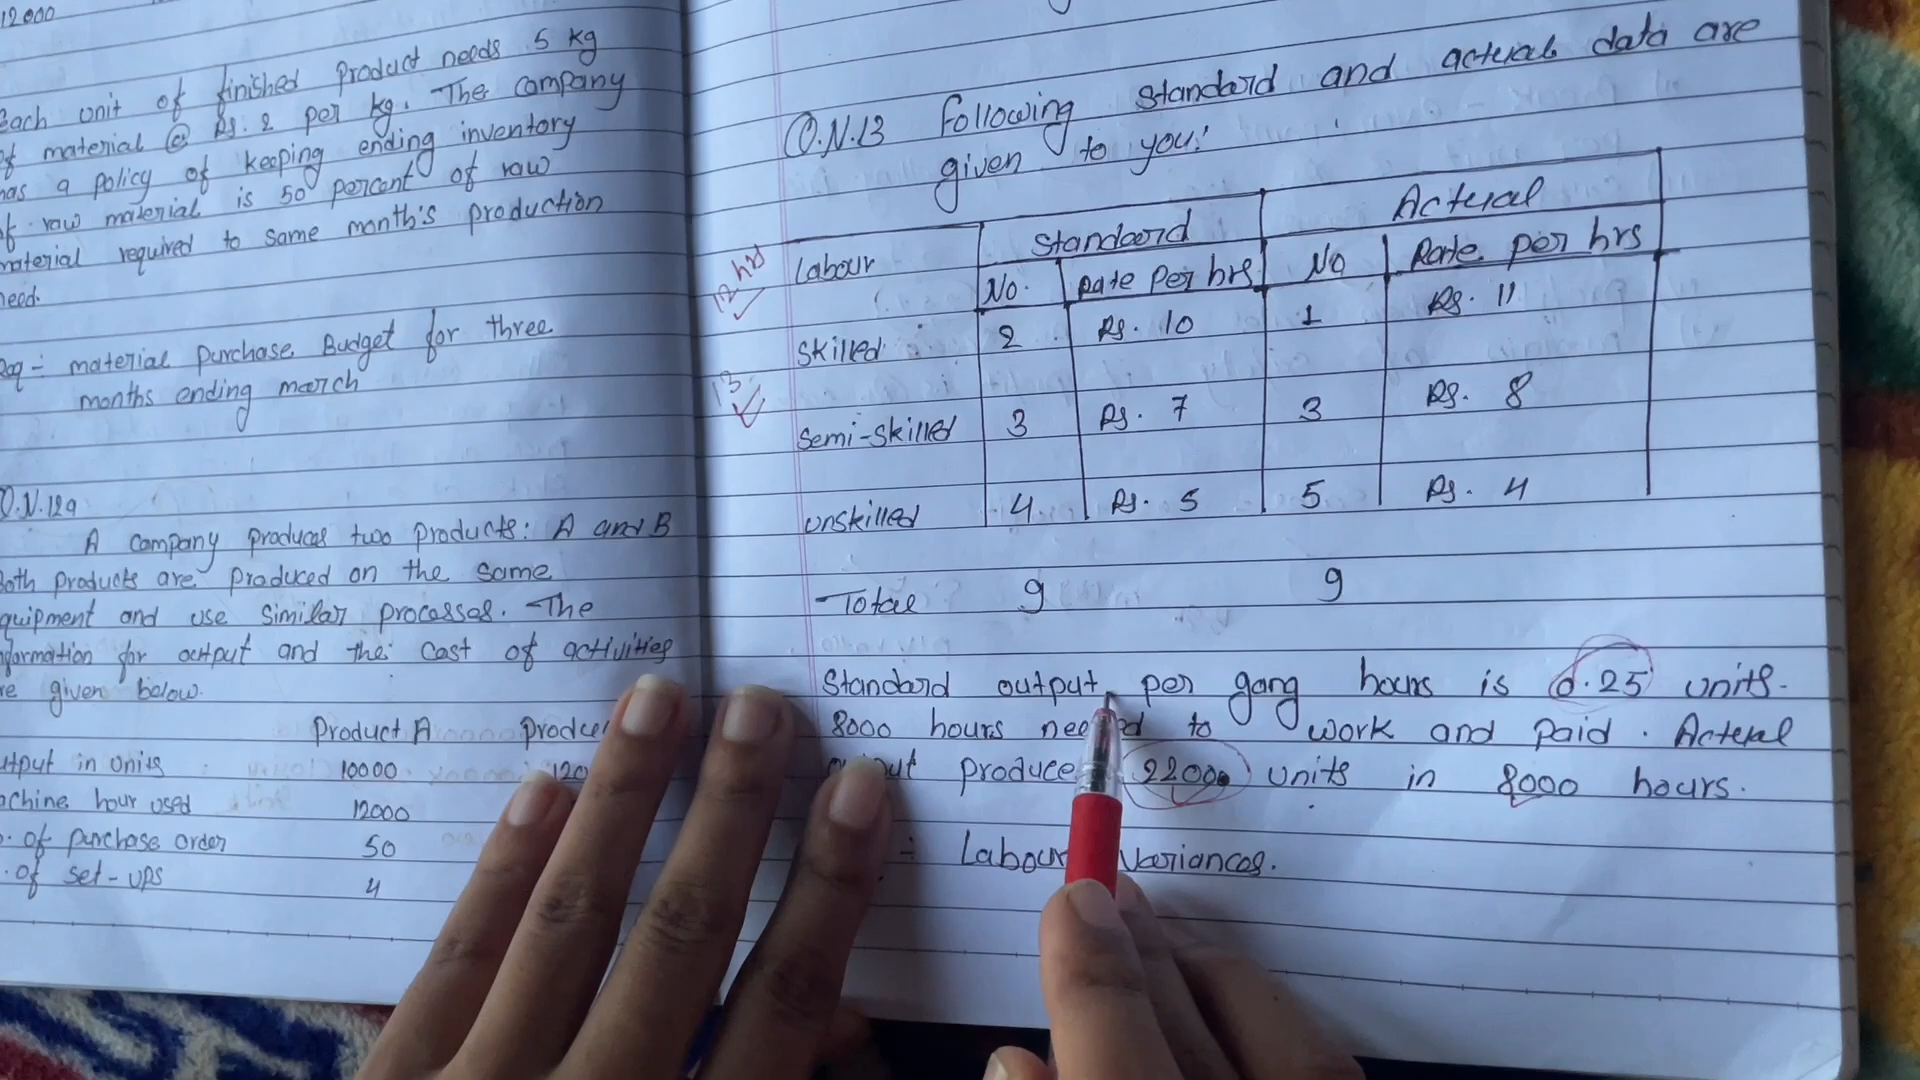 12000
Each unit of finished product needs 5 kg
of material @ Rs. 2 per kg. The company
has a policy of keeping ending inventory
of raw material is 50 percent of raw
material required to same month's production
need.
Req :- material purchase Budget for three
months ending march
Q.N.12a
A company produces two products: A and B
Both products are produced on the same
equipment and use similar processes. The
information for output and the cost of activities
are given below.
Product A
output in units 10000 120
machine hour used 12000
of purchase order 50
of set-ups 4
Q.N.13 Following standard and actual data are
given to you:
12 hrs
Labour Standard Actual
No. Rate Per hrs No Rate per hrs
Skilled 2 Rs. 10 1 Rs. 11
13
Semi-skilled 3 Rs. 7 3 Rs. 8
unskilled 4 Rs. 5 5 Rs. 4
Total 9 9
Standard output per gang hours is 0.25 units.
8000 hours to work and paid. Actual
produce 22000 units in 8000 hours.
:- Labour variances.